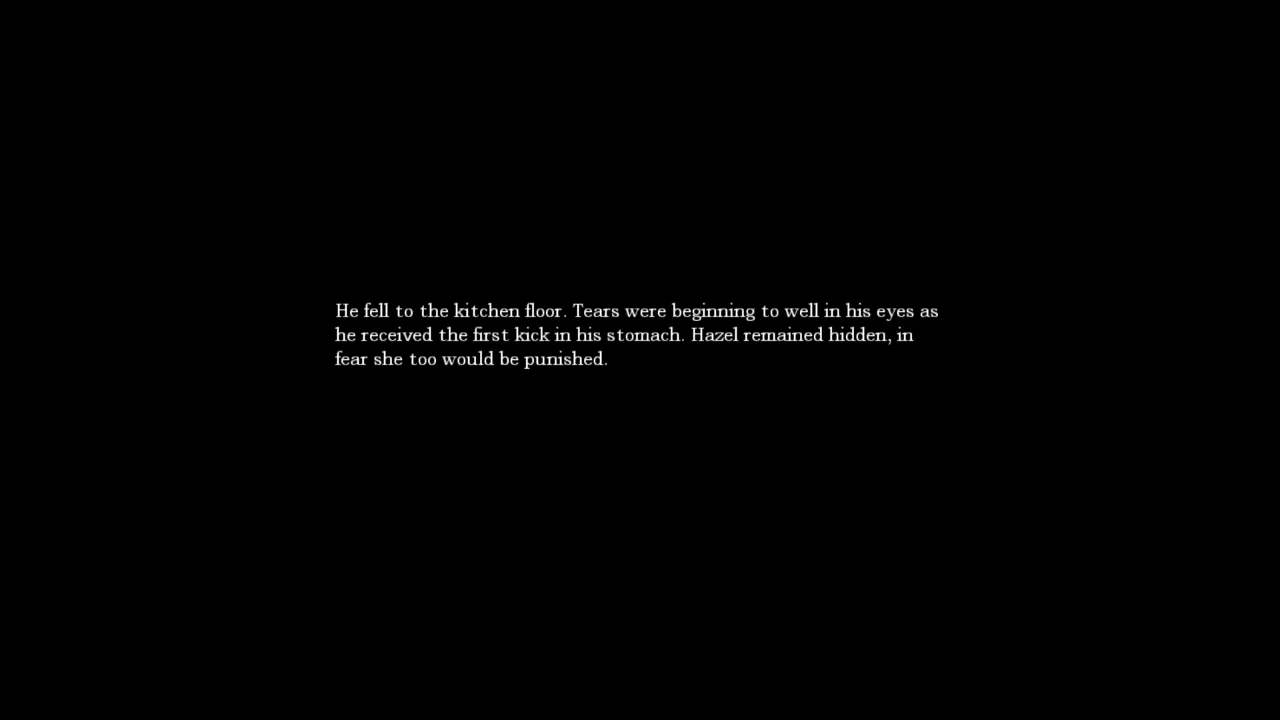 He fell to the kitchen floor. Tears were beginning to well in his eyes as
he received the first kick in his stomach. Hazel remained hidden, in
fear she too would be punished.